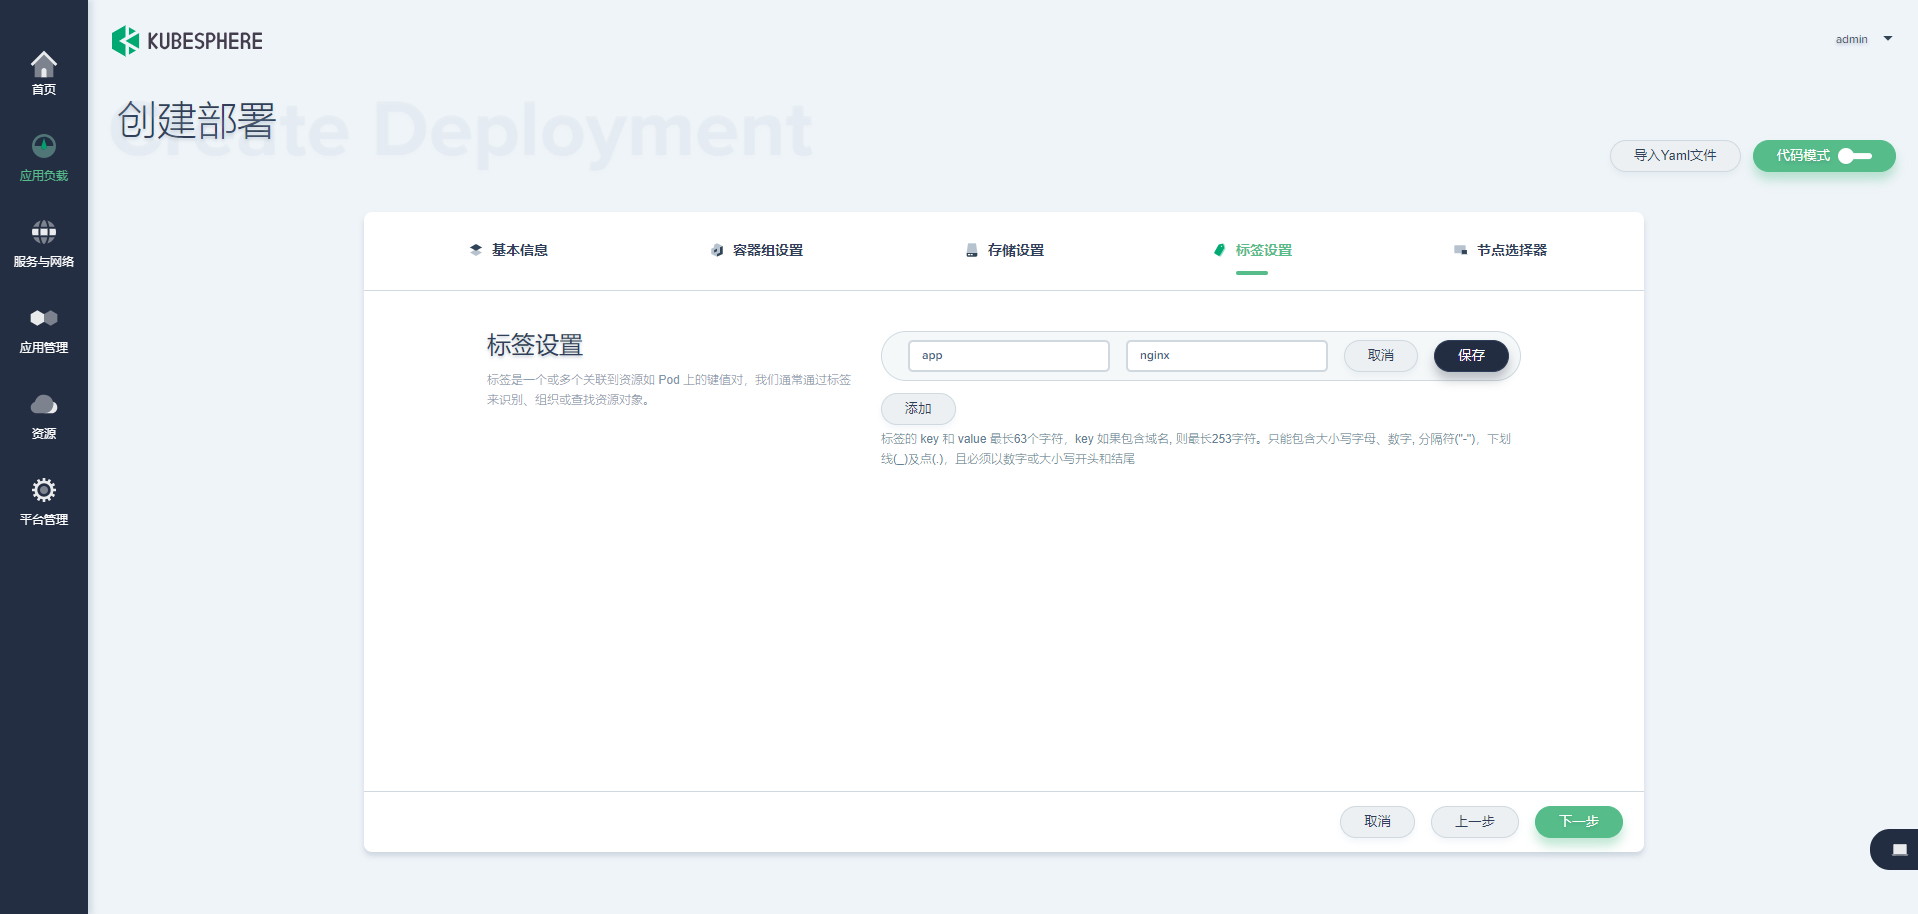 KUBESPHERE
admin
首页
应用负载
服务与网络
应用管理
资源
平台管理
创建部署
Create Deployment
导入Yaml文件
代码模式
基本信息
容器组设置
存储设置
标签设置
节点选择器
标签设置
标签是一个或多个关联到资源如 Pod 上的键值对，我们通常通过标签
来识别、组织或查找资源对象。
app
nginx
取消
保存
添加
标签的 key 和 value 最长63个字符，key 如果包含域名, 则最长253字符。只能包含大小写字母、数字, 分隔符("-")，下划
线(_)及点(.)，且必须以数字或大小写开头和结尾
取消
上一步
下一步